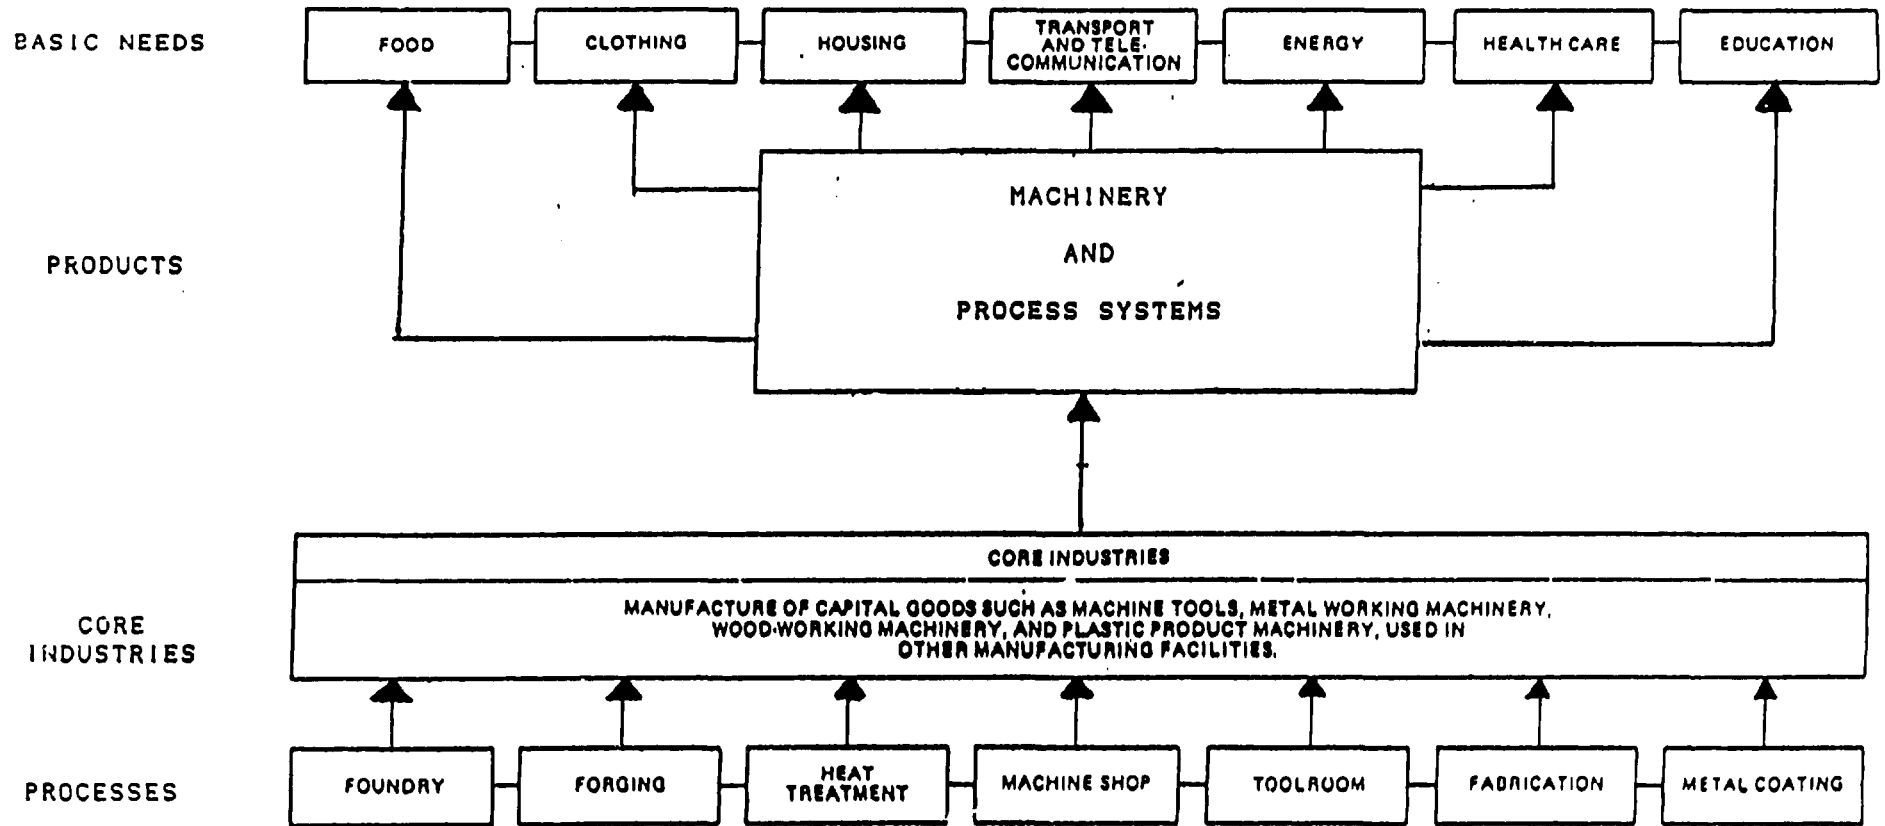 BASIC NEEDS
FOOD
CLOTHING
HOUSING
TRANSPORT
AND TELE-
COMMUNICATION
ENERGY
HEALTH CARE
EDUCATION
PRODUCTS
MACHINERY
AND
PROCESS SYSTEMS
CORE INDUSTRIES
CORE
INDUSTRIES
MANUFACTURE OF CAPITAL GOODS SUCH AS MACHINE TOOLS, METAL WORKING MACHINERY,
WOOD-WORKING MACHINERY, AND PLASTIC PRODUCT MACHINERY, USED IN
OTHER MANUFACTURING FACILITIES.
PROCESSES
FOUNDRY
FORGING
HEAT
TREATMENT
MACHINE SHOP
TOOLROOM
FABRICATION
METAL COATING